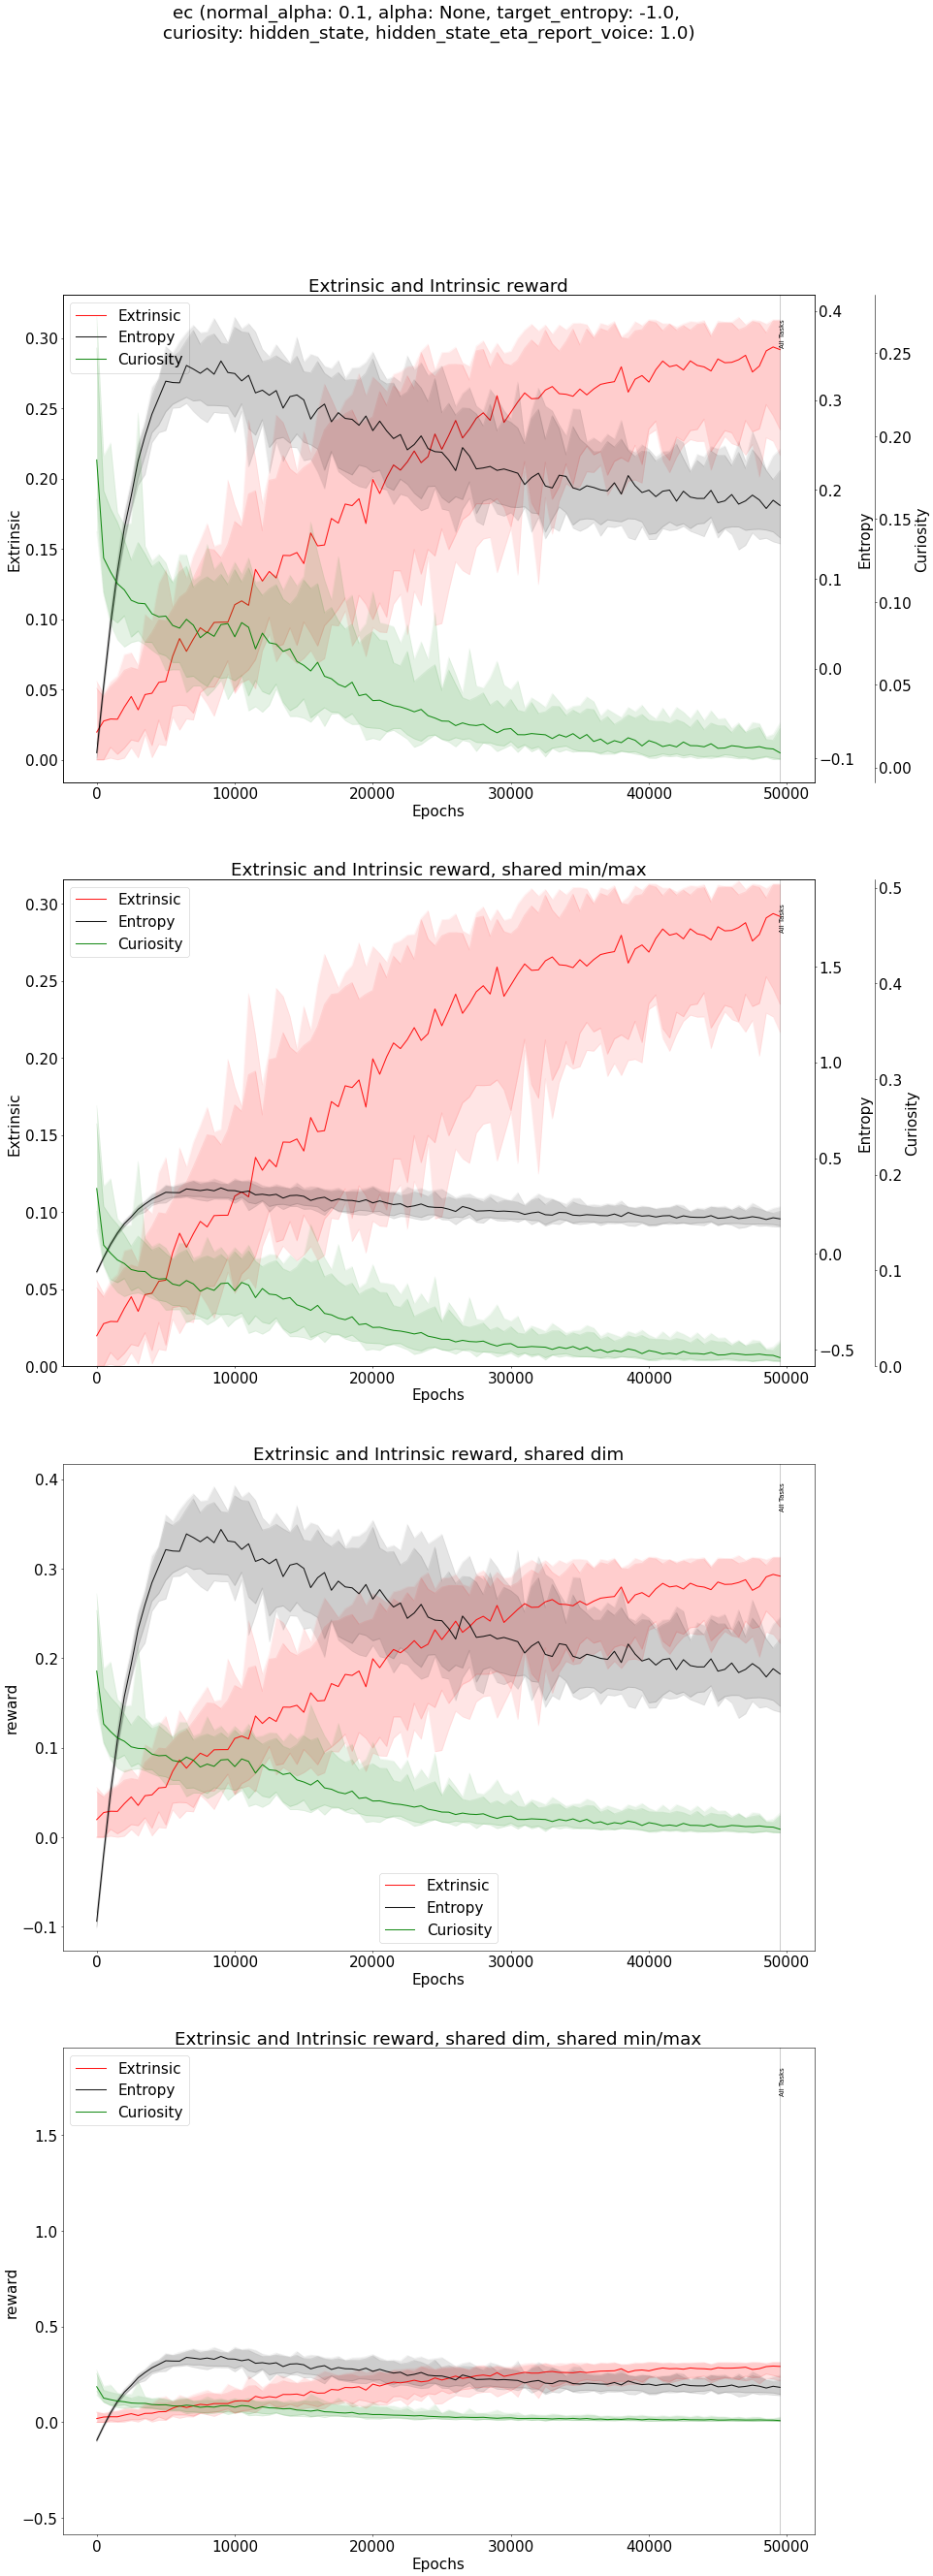 ec (normal_alpha: 0.1, alpha: None, target_entropy: -1.0,
curiosity: hidden_state, hidden_state_eta_report_voice: 1.0)
Extrinsic and Intrinsic reward
Extrinsic
Entropy
Curiosity
All Tasks
0.30
0.25
0.20
0.15
0.10
0.05
0.00
Extrinsic
0.4
0.3
0.2
0.1
0.0
−0.1
Entropy
0.25
0.20
0.15
0.10
0.05
0.00
Curiosity
0 10000 20000 30000 40000 50000
Epochs
Extrinsic and Intrinsic reward, shared min/max
Extrinsic
Entropy
Curiosity
All Tasks
0.30
0.25
0.20
0.15
0.10
0.05
0.00
Extrinsic
1.5
1.0
0.5
0.0
−0.5
Entropy
0.5
0.4
0.3
0.2
0.1
0.0
Curiosity
0 10000 20000 30000 40000 50000
Epochs
Extrinsic and Intrinsic reward, shared dim
All Tasks
0.4
0.3
0.2
0.1
0.0
−0.1
reward
Extrinsic
Entropy
Curiosity
0 10000 20000 30000 40000 50000
Epochs
Extrinsic and Intrinsic reward, shared dim, shared min/max
Extrinsic
Entropy
Curiosity
All Tasks
1.5
1.0
0.5
0.0
−0.5
reward
0 10000 20000 30000 40000 50000
Epochs